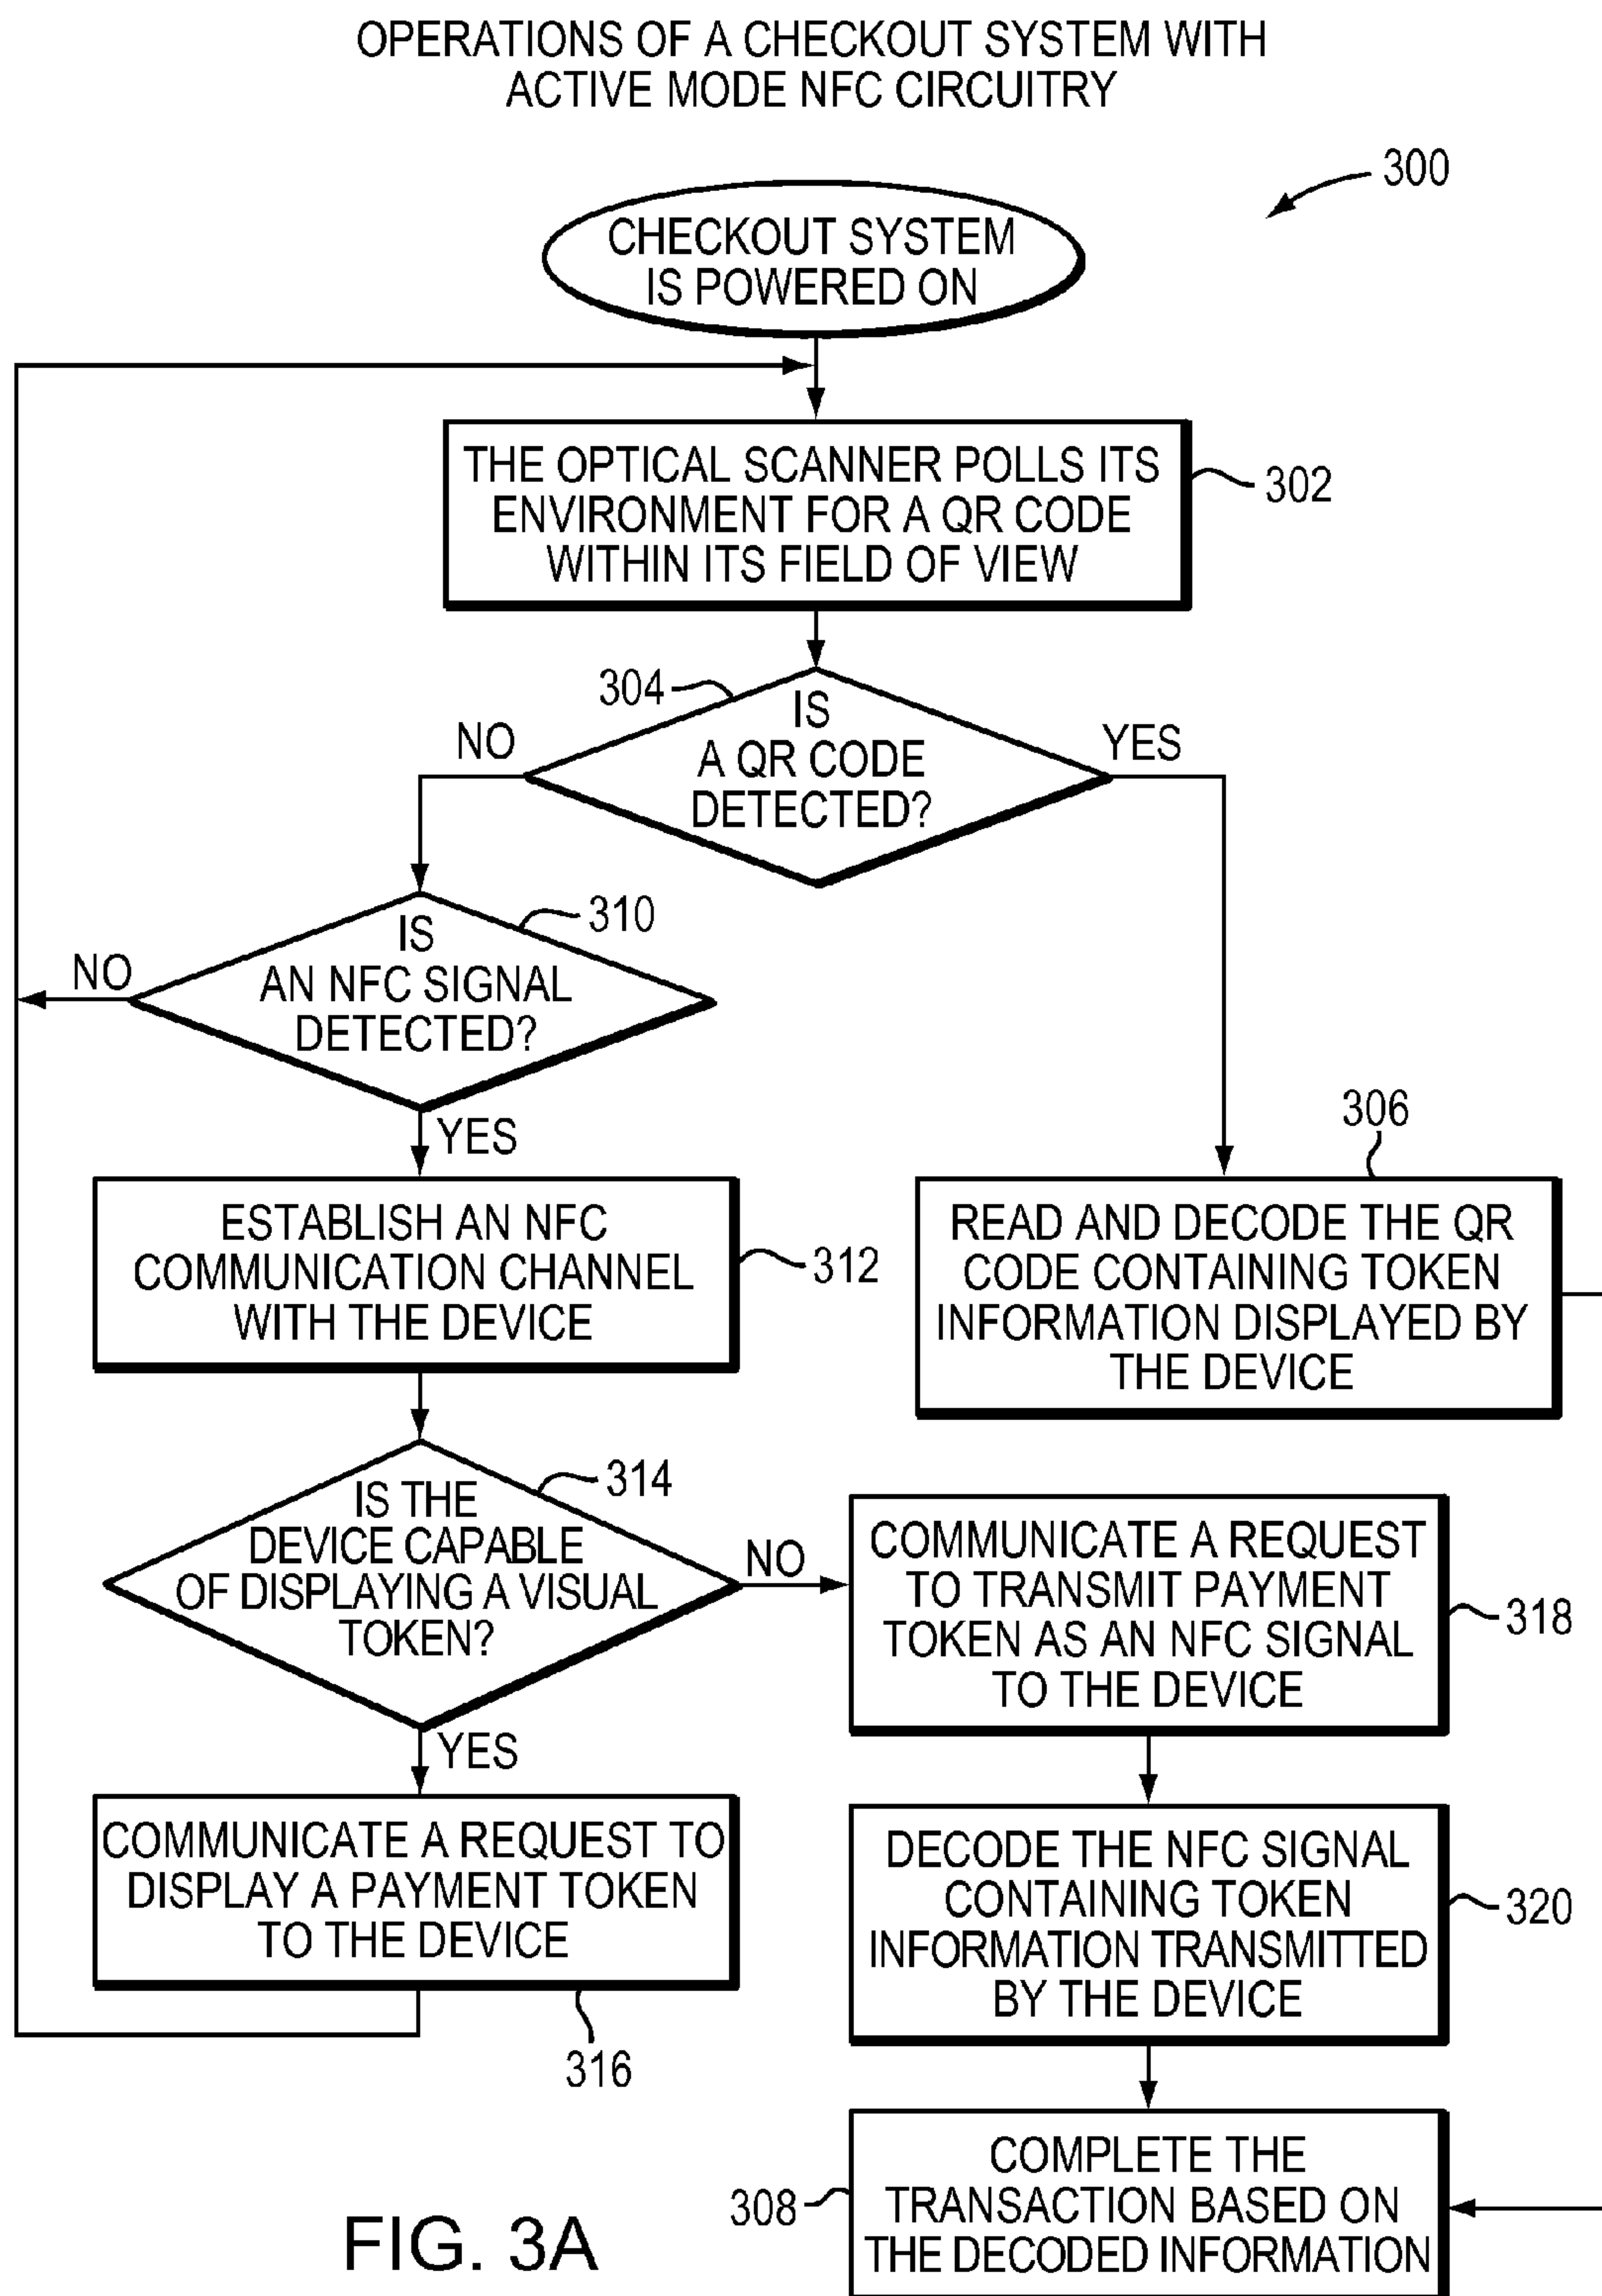 OPERATIONS OF A CHECKOUT SYSTEM WITH
ACTIVE MODE NFC CIRCUITRY
300
CHECKOUT SYSTEM
IS POWERED ON
THE OPTICAL SCANNER POLLS ITS
ENVIRONMENT FOR A QR CODE
WITHIN ITS FIELD OF VIEW
302
304
IS
A QR CODE
DETECTED?
NO
YES
310
IS
AN NFC SIGNAL
DETECTED?
NO
YES
306
ESTABLISH AN NFC
COMMUNICATION CHANNEL
WITH THE DEVICE
312
READ AND DECODE THE QR
CODE CONTAINING TOKEN
INFORMATION DISPLAYED BY
THE DEVICE
314
IS THE
DEVICE CAPABLE
OF DISPLAYING A VISUAL
TOKEN?
NO
YES
COMMUNICATE A REQUEST
TO TRANSMIT PAYMENT
TOKEN AS AN NFC SIGNAL
TO THE DEVICE
318
COMMUNICATE A REQUEST TO
DISPLAY A PAYMENT TOKEN
TO THE DEVICE
316
DECODE THE NFC SIGNAL
CONTAINING TOKEN
INFORMATION TRANSMITTED
BY THE DEVICE
320
308
COMPLETE THE
TRANSACTION BASED ON
THE DECODED INFORMATION
FIG. 3A